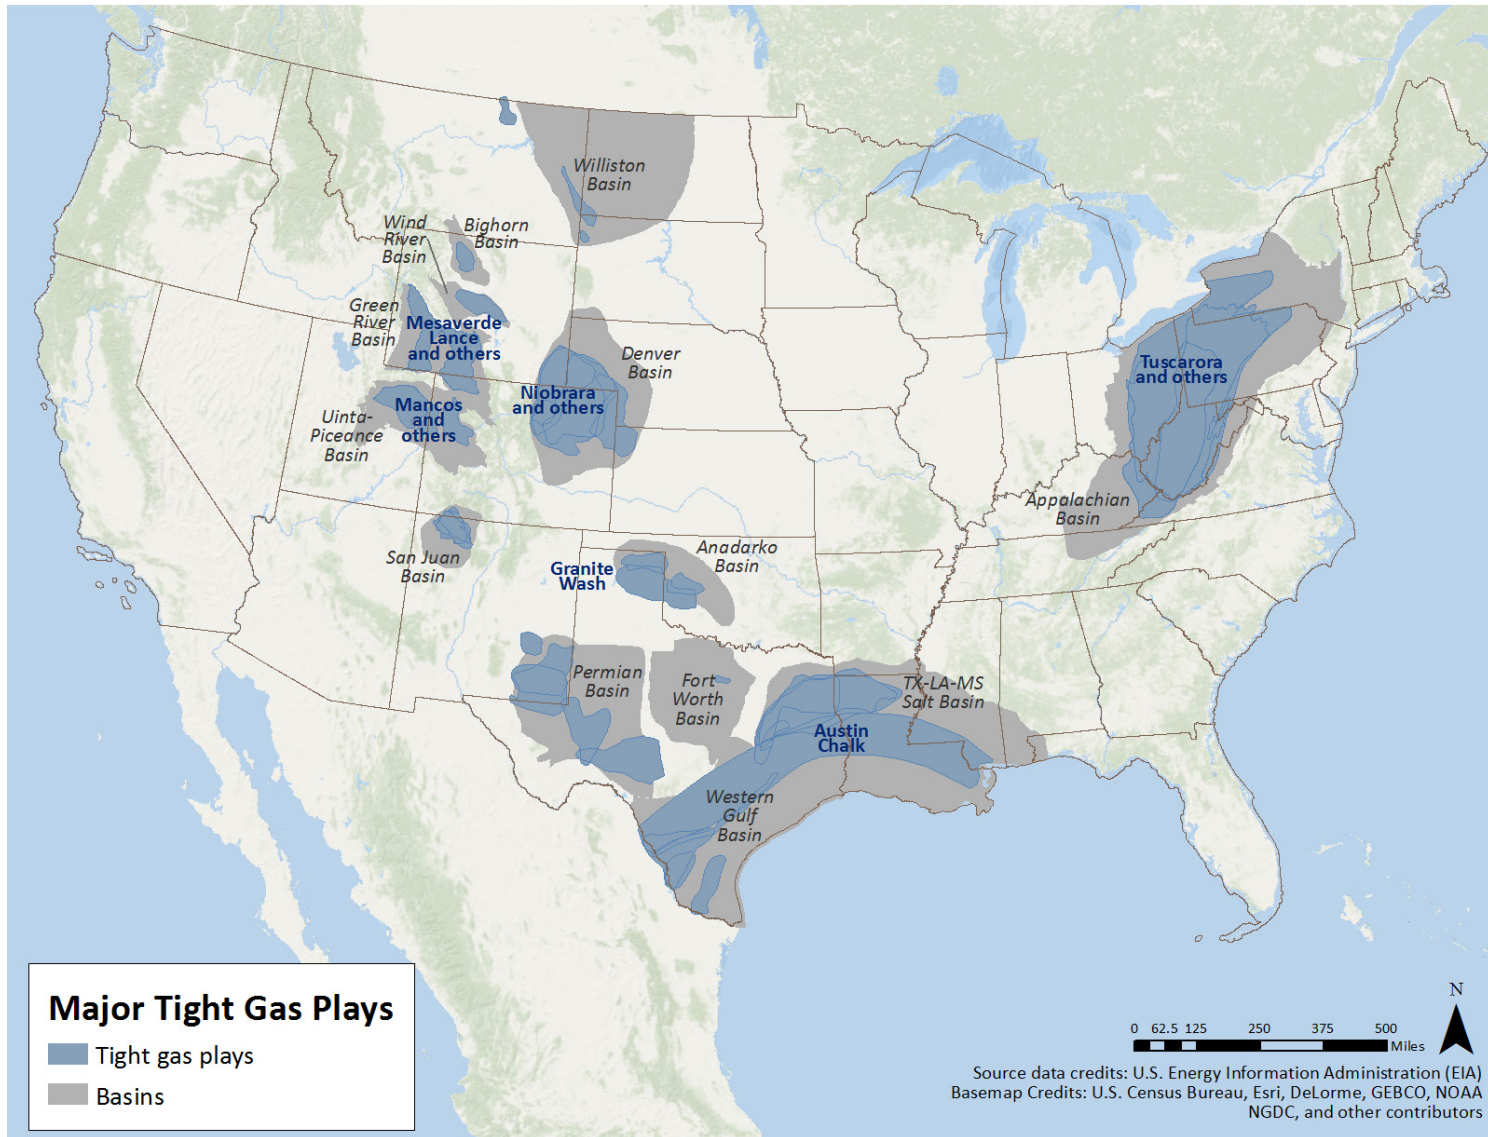 Williston
Basin
Wind
River
Basin
Bighorn
Basin
Green
River
Basin
Mesaverde
Lance
and others
Denver
Basin
Niobrara
and others
Mancos
and
others
Uinta-
Piceance
Basin
Tuscarora
and others
Appalachian
Basin
San Juan
Basin
Granite
Wash
Anadarko
Basin
Permian
Basin
Fort
Worth
Basin
TX-LA-MS
Salt Basin
Austin
Chalk
Western
Gulf
Basin
Major Tight Gas Plays
Tight gas plays
Basins
N
0 62.5 125 250 375 500
Miles
Source data credits: U.S. Energy Information Administration (EIA)
Basemap Credits: U.S. Census Bureau, Esri, DeLorme, GEBCO, NOAA
NGDC, and other contributors